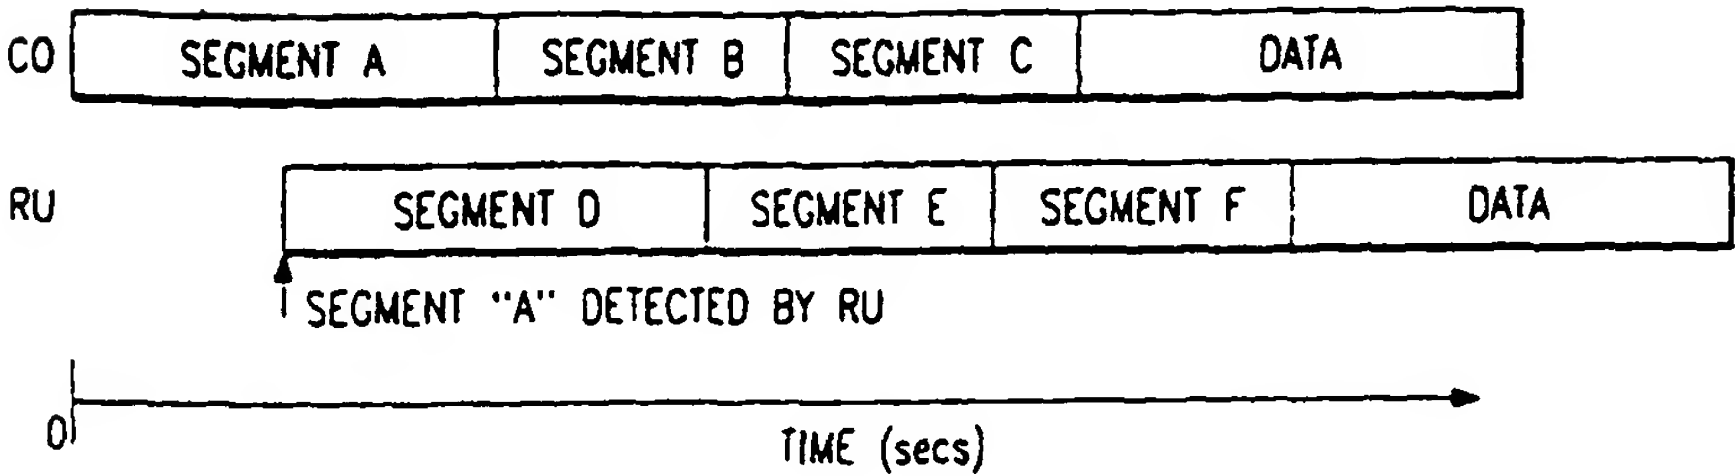 CO SEGMENT A SEGMENT B SEGMENT C DATA
RU SEGMENT D SEGMENT E SEGMENT F DATA
SEGMENT "A" DETECTED BY RU
0
TIME (secs)